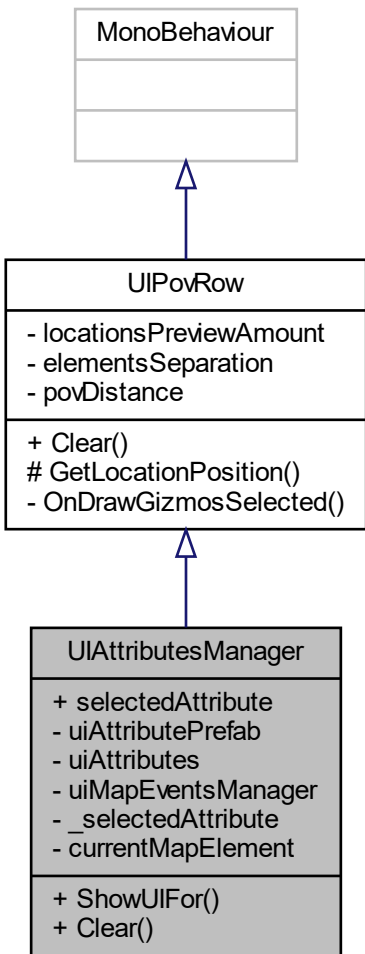 MonoBehaviour
UIPovRow
- locationsPreviewAmount
- elementsSeparation
- povDistance
+ Clear()
# GetLocationPosition()
- OnDrawGizmosSelected()
UIAttributesManager
+ selectedAttribute
- uiAttributePrefab
- uiAttributes
- uiMapEventsManager
- _selectedAttribute
- currentMapElement
+ ShowUIFor()
+ Clear()